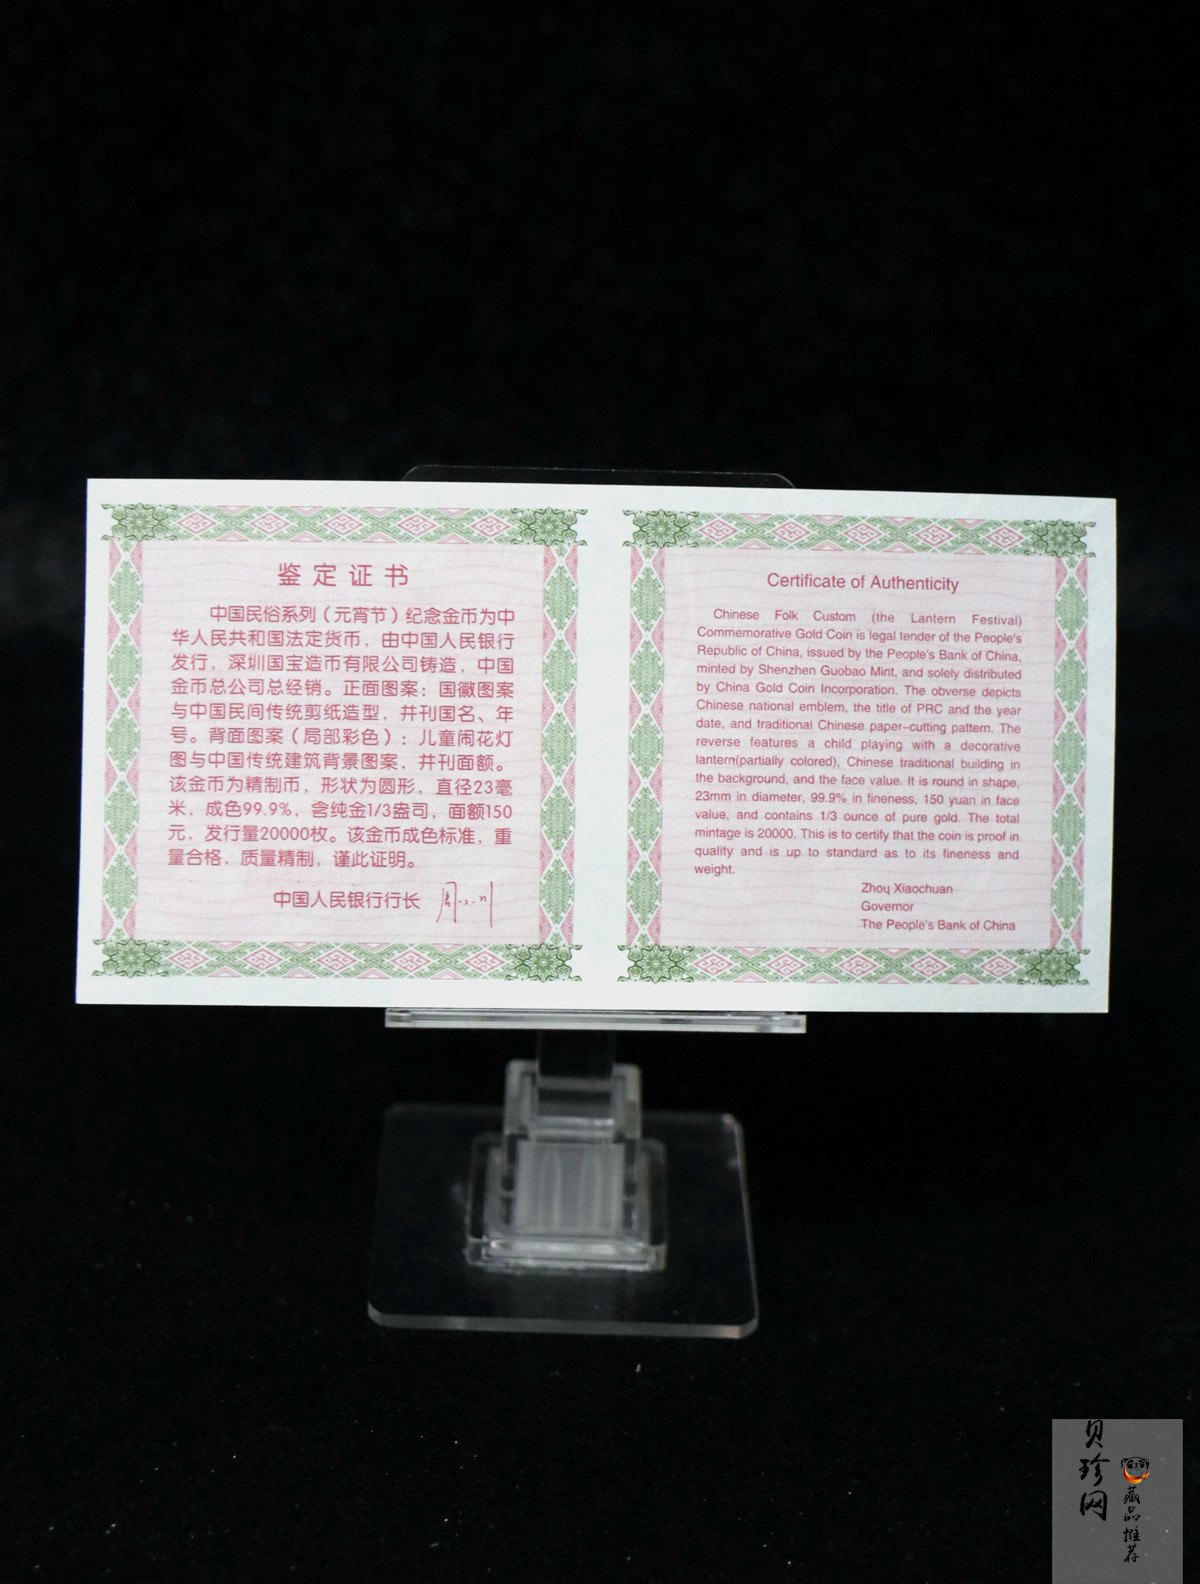 鉴定证书
中国民俗系列（元宵节）纪念金币为中
华人民共和国法定货币，由中国人民银行
发行，深圳国宝造币有限公司铸造，中国
金币总公司总经销。正面图案：国徽图案
与中国民间传统剪纸造型，并刊国名、年
号。背面图案（局部彩色）：儿童闹花灯
图与中国传统建筑背景图案，并刊面额。
该金币为精制币，形状为圆形，直径23毫
米，成色99.9%，含纯金1/3盎司，面额150
元，发行量20000枚。该金币成色标准，重
量合格，质量精制，谨此证明。
中国人民银行行长
Certificate of Authenticity
Chinese Folk Custom (the Lantern Festival)
Commemorative Gold Coin is legal tender of the People's
Republic of China, issued by the People's Bank of China,
minted by Shenzhen Guobao Mint, and solely distributed
by China Gold Coin Incorporation. The obverse depicts
Chinese national emblem, the title of PRC and the year
date, and traditional Chinese paper-cutting pattern. The
reverse features a child playing with a decorative
lantern(partially colored), Chinese traditional building in
the background, and the face value. It is round in shape,
23mm in diameter, 99.9% in fineness, 150 yuan in face
value, and contains 1/3 ounce of pure gold. The total
mintage is 20000. This is to certify that the coin is proof in
quality and is up to standard as to its fineness and
weight.
Zhou Xiaochuan
Governor
The People's Bank of China
贝珍网
藏品推荐